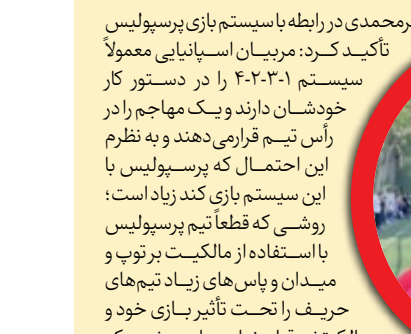 در رابطه با سیستم بازی پرسپولیس
تأکید کرد: مربیان اسپانیایی معمولاً
سیستم ۱-۳-۲-۴ را در دستور کار
خودشان دارند و یک مهاجم را در
رأس تیم قرار می‌دهند و به نظرم
این احتمال که پرسپولیس با
این سیستم بازی کند زیاد است؛
روشی که قطعاً تیم پرسپولیس
با استفاده از مالکیت بر توپ و
میدان و پاس‌های زیاد تیم‌های
حریف را تحت تأثیر بازی خود و